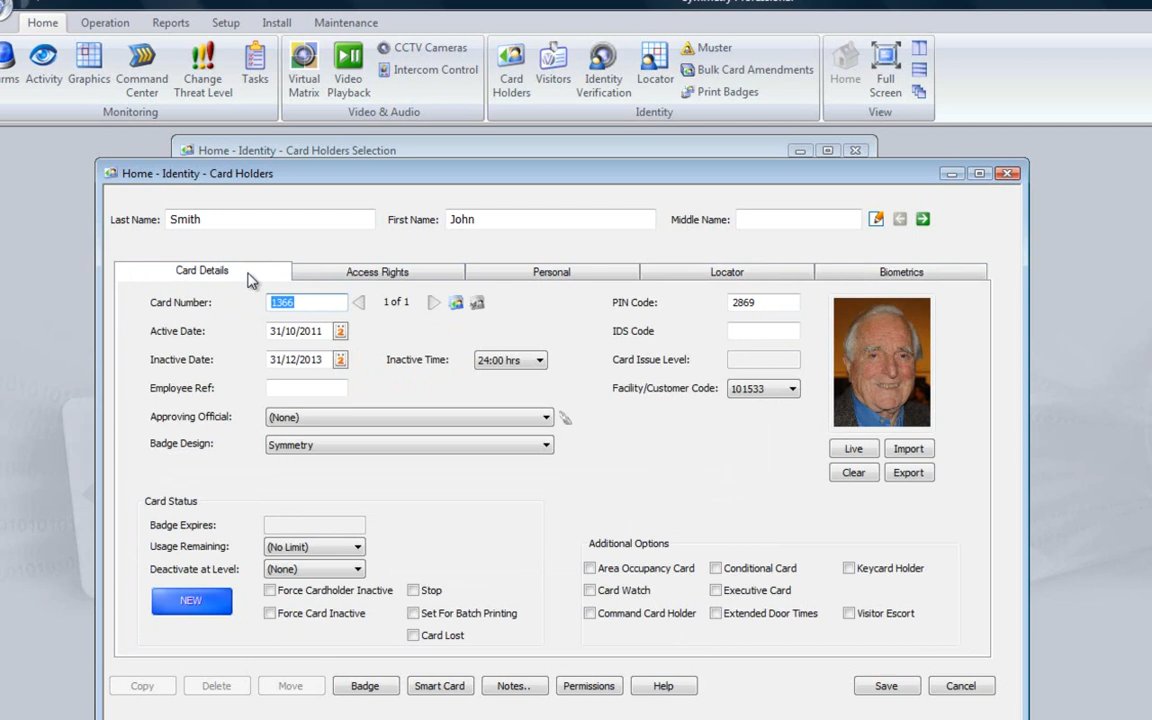 Symmetry Professional
Home Operation Reports Setup Install Maintenance
Activity Graphics Command Center Change Threat Level Tasks
Monitoring
Virtual Matrix Video Playback CCTV Cameras Intercom Control
Video & Audio
Card Holders Visitors Identity Verification Locator Muster Bulk Card Amendments Print Badges
Identity
Home Full Screen
View
Home - Identity - Card Holders Selection
Home - Identity - Card Holders
Last Name: Smith First Name: John Middle Name:
Card Details Access Rights Personal Locator Biometrics
Card Number: 1366 1 of 1 PIN Code: 2869
Active Date: 31/10/2011 2 IDS Code
Inactive Date: 31/12/2013 2 Inactive Time: 24:00 hrs Card Issue Level:
Employee Ref: Facility/Customer Code: 101533
Approving Official: (None)
Badge Design: Symmetry
Live Import
Clear Export
Card Status
Badge Expires:
Usage Remaining: (No Limit)
Deactivate at Level: (None)
NEW
Force Cardholder Inactive Stop
Force Card Inactive Set For Batch Printing
Card Lost
Additional Options
Area Occupancy Card Conditional Card Keycard Holder
Card Watch Executive Card
Command Card Holder Extended Door Times Visitor Escort
Copy Delete Move Badge Smart Card Notes.. Permissions Help Save Cancel